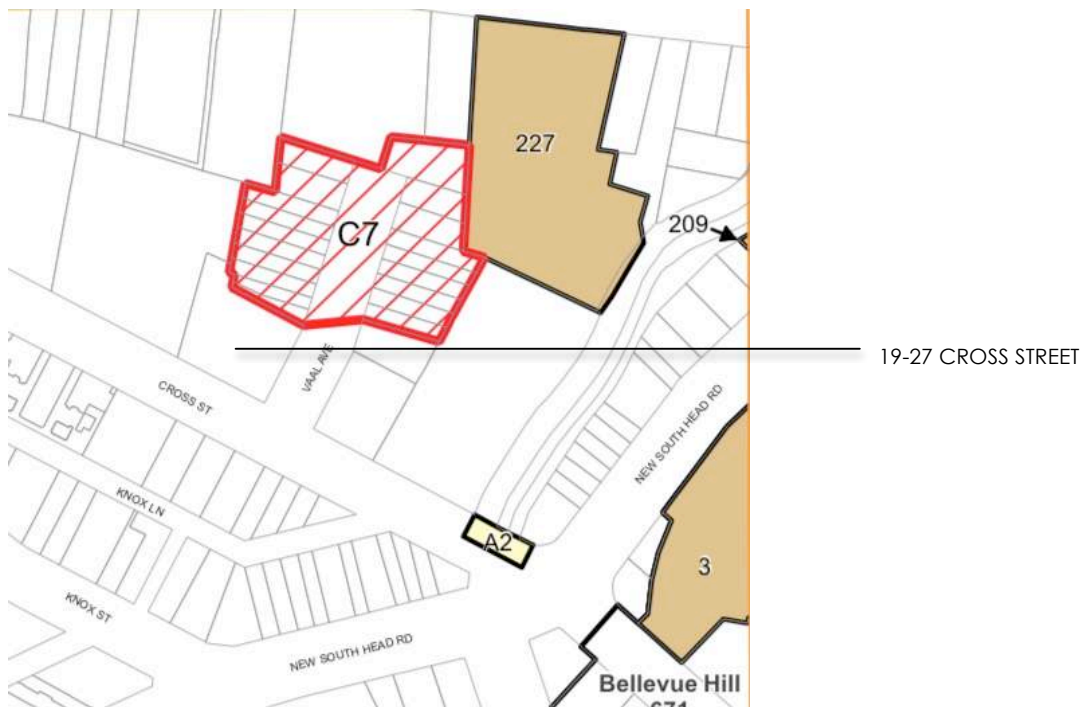 227
C7
209
19-27 CROSS STREET
VAAL AVE
CROSS ST
NEW SOUTH HEAD RD
KNOX LN
A2
3
KNOX ST
NEW SOUTH HEAD RD
Bellevue Hill
671